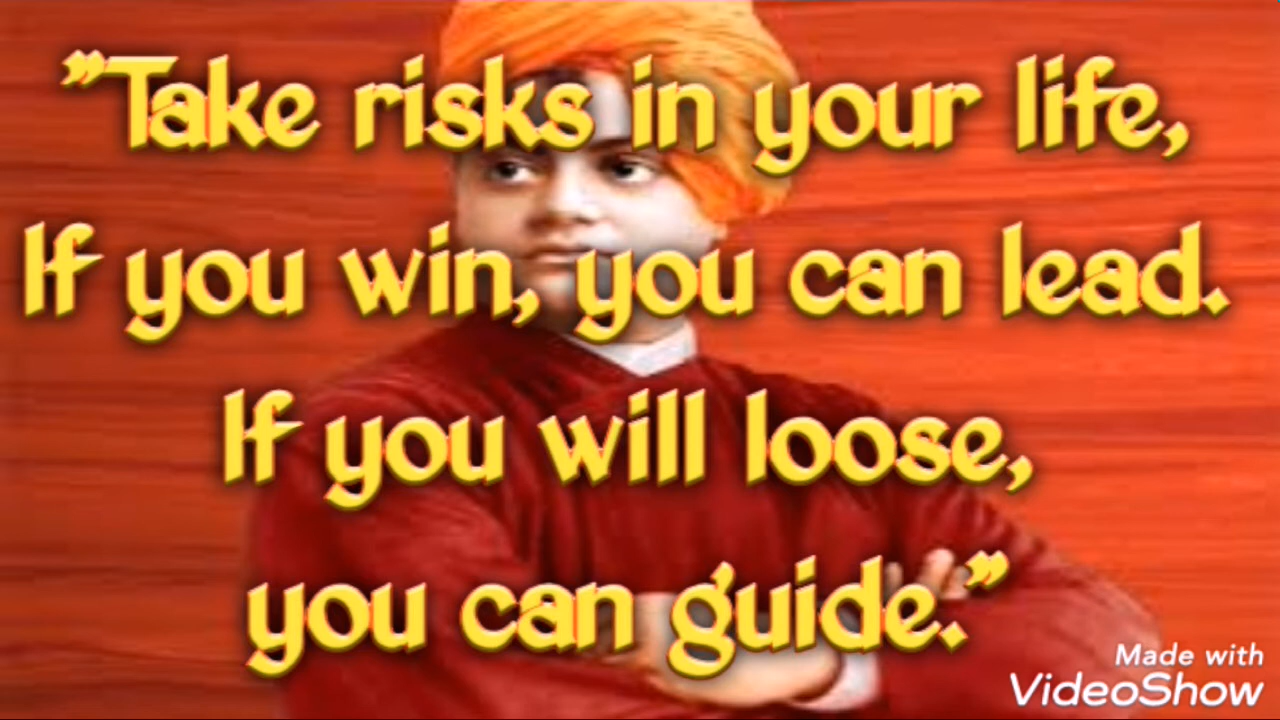 "Take risks in your life,
If you win, you can lead.
If you will loose,
you can guide."
Made with
VideoShow